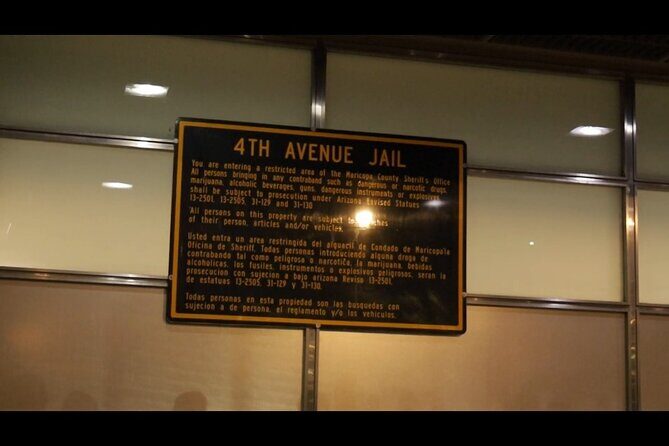 4TH AVENUE JAIL
You are entering a restricted area of the Maricopa County Sheriff's Office
All persons bringing in any contraband such as dangerous or narcotic drugs,
marijuana, alcoholic beverages, guns, dangerous instruments or explosives
shall be subject to prosecution under Arizona Revised Statues
13-2501, 13-2505, 31-129 and 31-130
All persons on this property are subject to
of their person, articles and/or vehicles.
Usted entra un area restringida del alguacil de Condado de Maricopa's
Oficina de Sheriff. Todas personas introduciendo alguna droga de
contrabando tal como peligrosa o narcotica, la marijuana, bebidas
alcoholicas, los fusiles, instrumentos o explosivos peligrosos, seran la
prosecucion con sujecion a bajo arizona Reviso 13-2501,
de estatuas 13-2505, 31-129 y 31-130.
Todas personas en esta propiedad son las busquedas con
sujecion a de persona, el reglamento y/o los vehiculos.